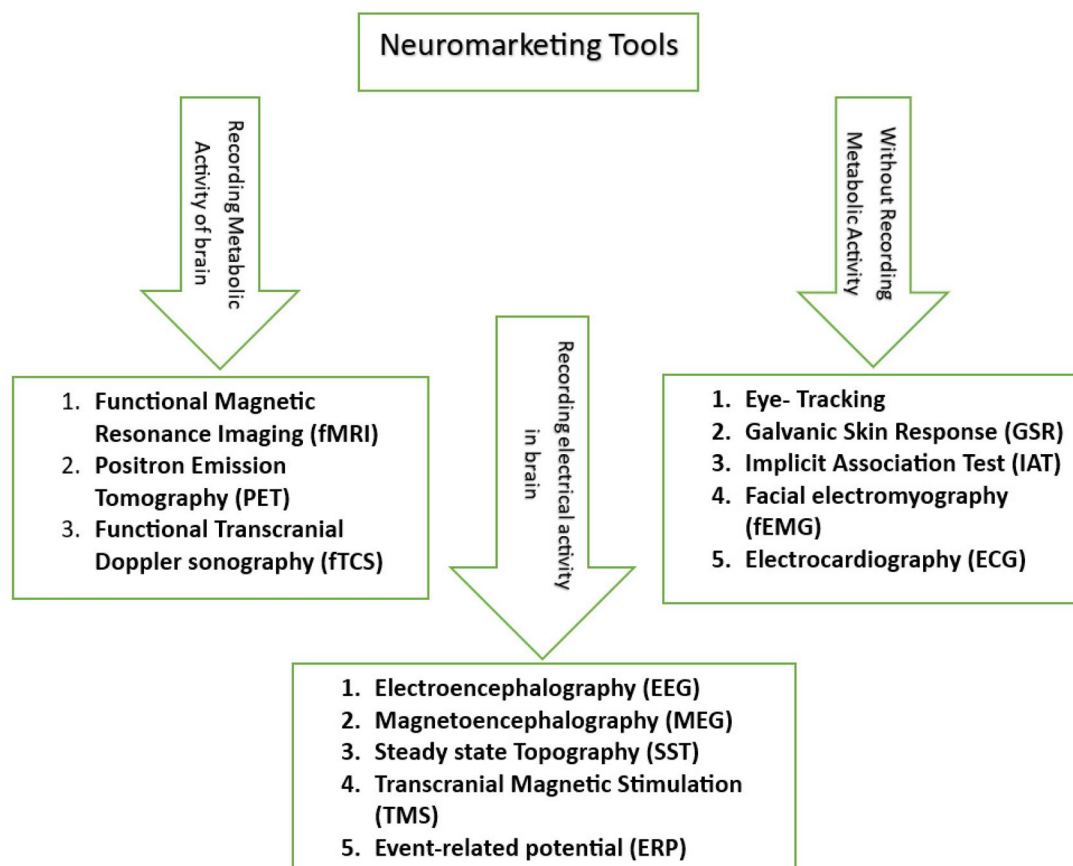 Neuromarketing Tools
Recording Metabolic
Activity of brain
Without Recording
Metabolic Activity
Recording electrical activity
in brain
1. Functional Magnetic
Resonance Imaging (fMRI)
2. Positron Emission
Tomography (PET)
3. Functional Transcranial
Doppler sonography (fTCS)
1. Eye- Tracking
2. Galvanic Skin Response (GSR)
3. Implicit Association Test (IAT)
4. Facial electromyography
(fEMG)
5. Electrocardiography (ECG)
1. Electroencephalography (EEG)
2. Magnetoencephalography (MEG)
3. Steady state Topography (SST)
4. Transcranial Magnetic Stimulation
(TMS)
5. Event-related potential (ERP)